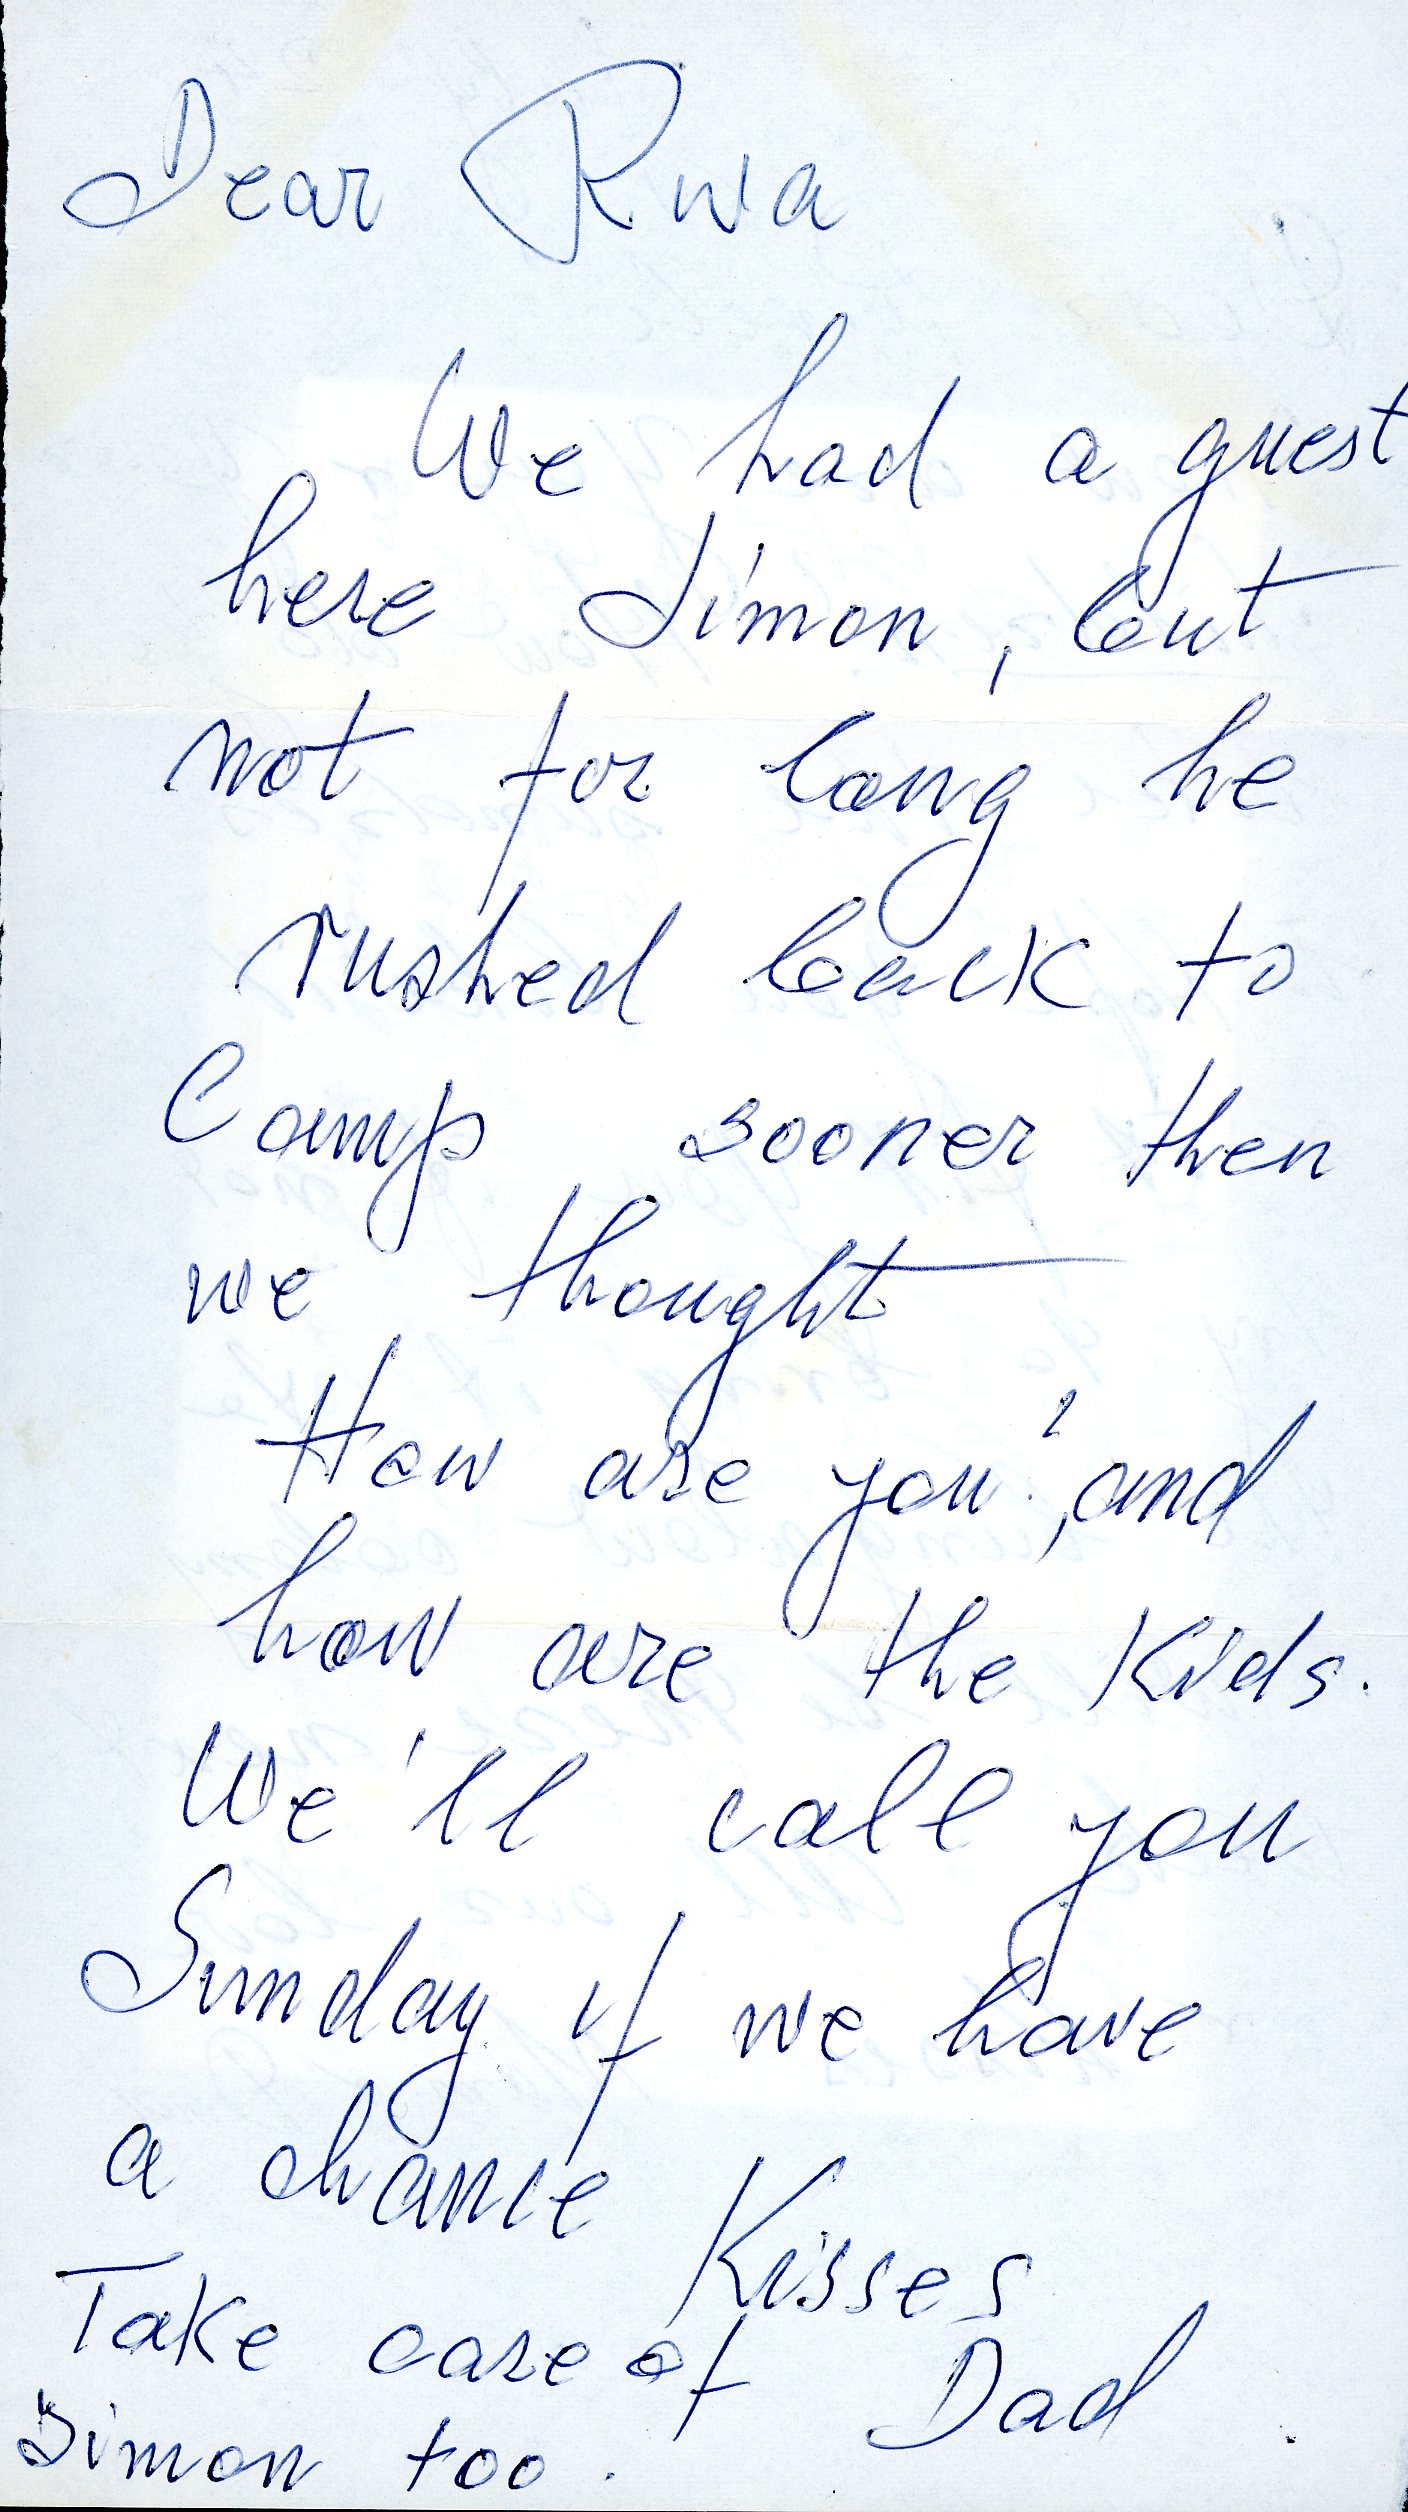 Dear Rwa
We had a guest
here Simon, but
not for long he
rushed back to
Camp sooner then
we thought
How are you?, and
how are the Kids.
We'll call you
Sunday if we have
a chance
Kisses
Dad.
Take care of
Simon too.